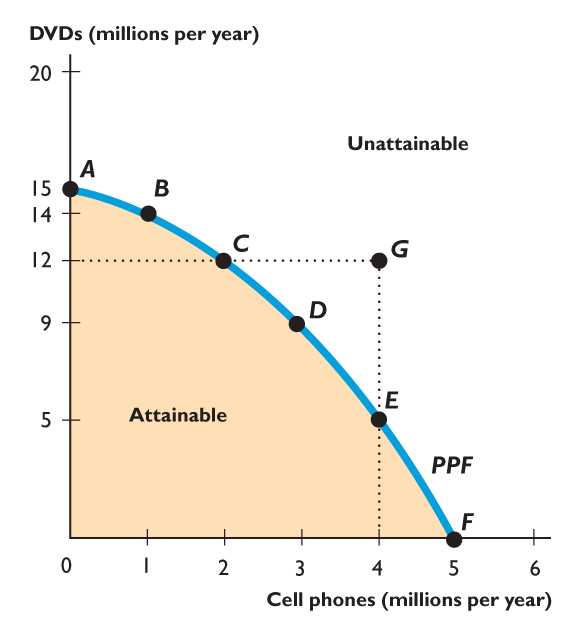 DVDs (millions per year)
20
Unattainable
A
15
B
14
C
12
G
9
D
Attainable
E
5
PPF
F
0 1 2 3 4 5 6
Cell phones (millions per year)